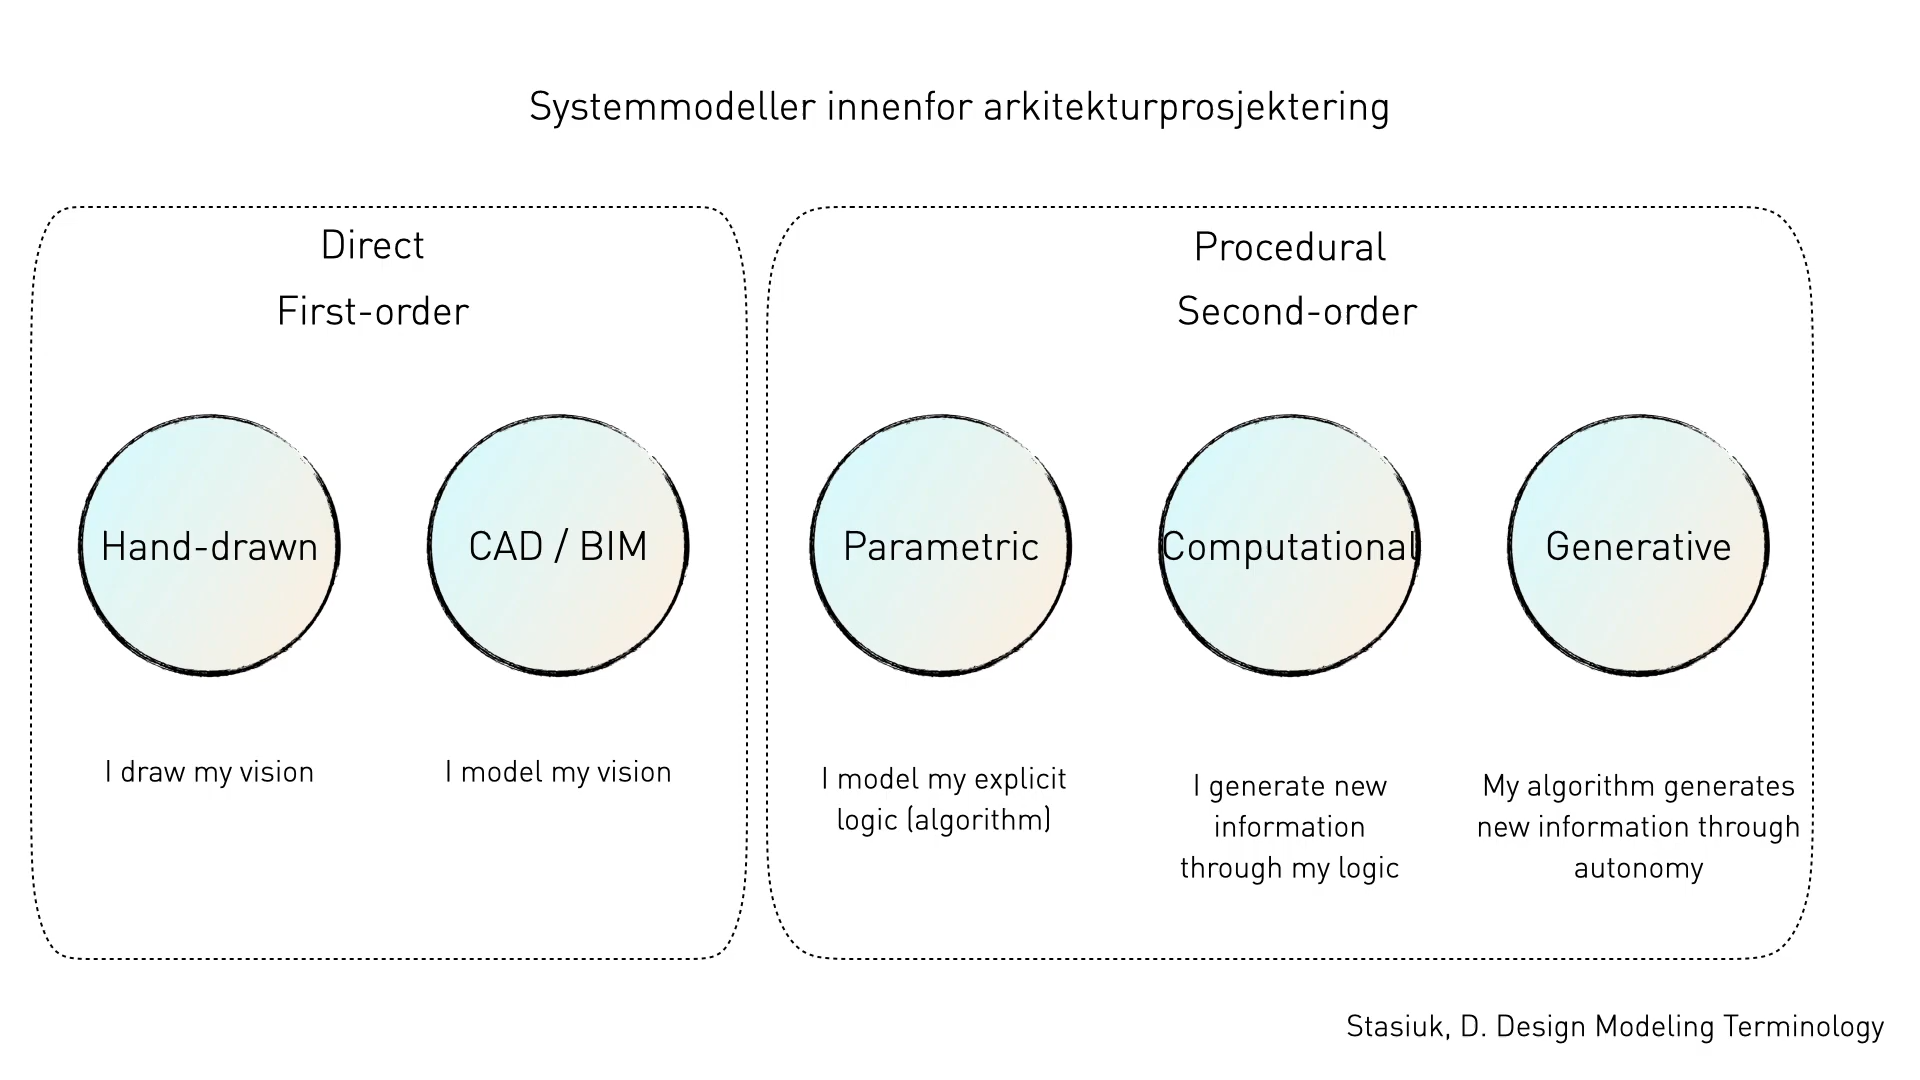 Systemmodeller innenfor arkitekturprosjektering
Direct
First-order
Hand-drawn
CAD / BIM
I draw my vision
I model my vision
Procedural
Second-order
Parametric
Computational
Generative
I model my explicit
logic (algorithm)
I generate new
information
through my logic
My algorithm generates
new information through
autonomy
Stasiuk, D. Design Modeling Terminology